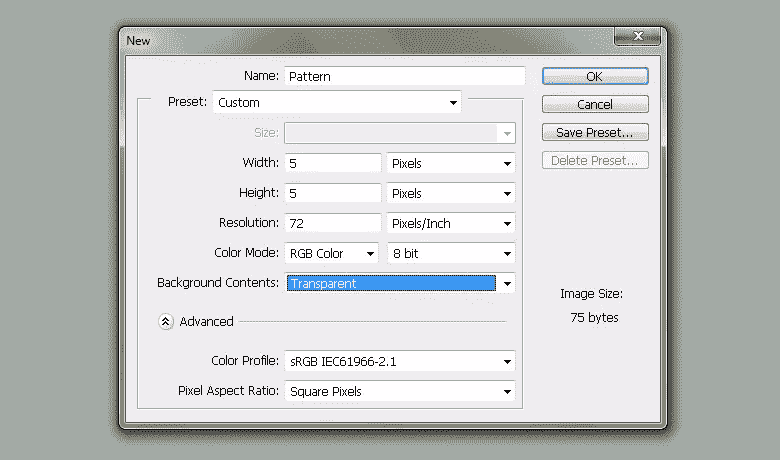 New
Name: Pattern
OK
Preset: Custom
Cancel
Size:
Save Preset...
Width: 5 Pixels
Delete Preset...
Height: 5 Pixels
Resolution: 72 Pixels/Inch
Color Mode: RGB Color 8 bit
Background Contents: Transparent
Image Size:
75 bytes
Advanced
Color Profile: sRGB IEC61966-2.1
Pixel Aspect Ratio: Square Pixels